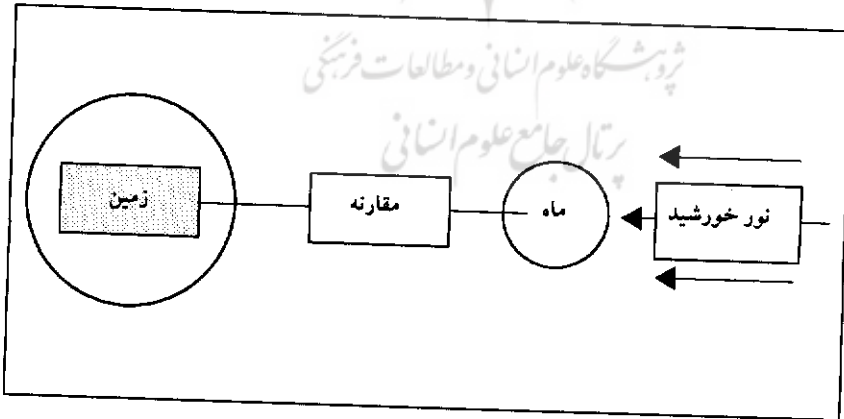 پژوهشگاه علوم انسانی و مطالعات فرهنگی
پرتال جامع علوم انسانی
نور خورشید
ماه
مقارنه
زمین